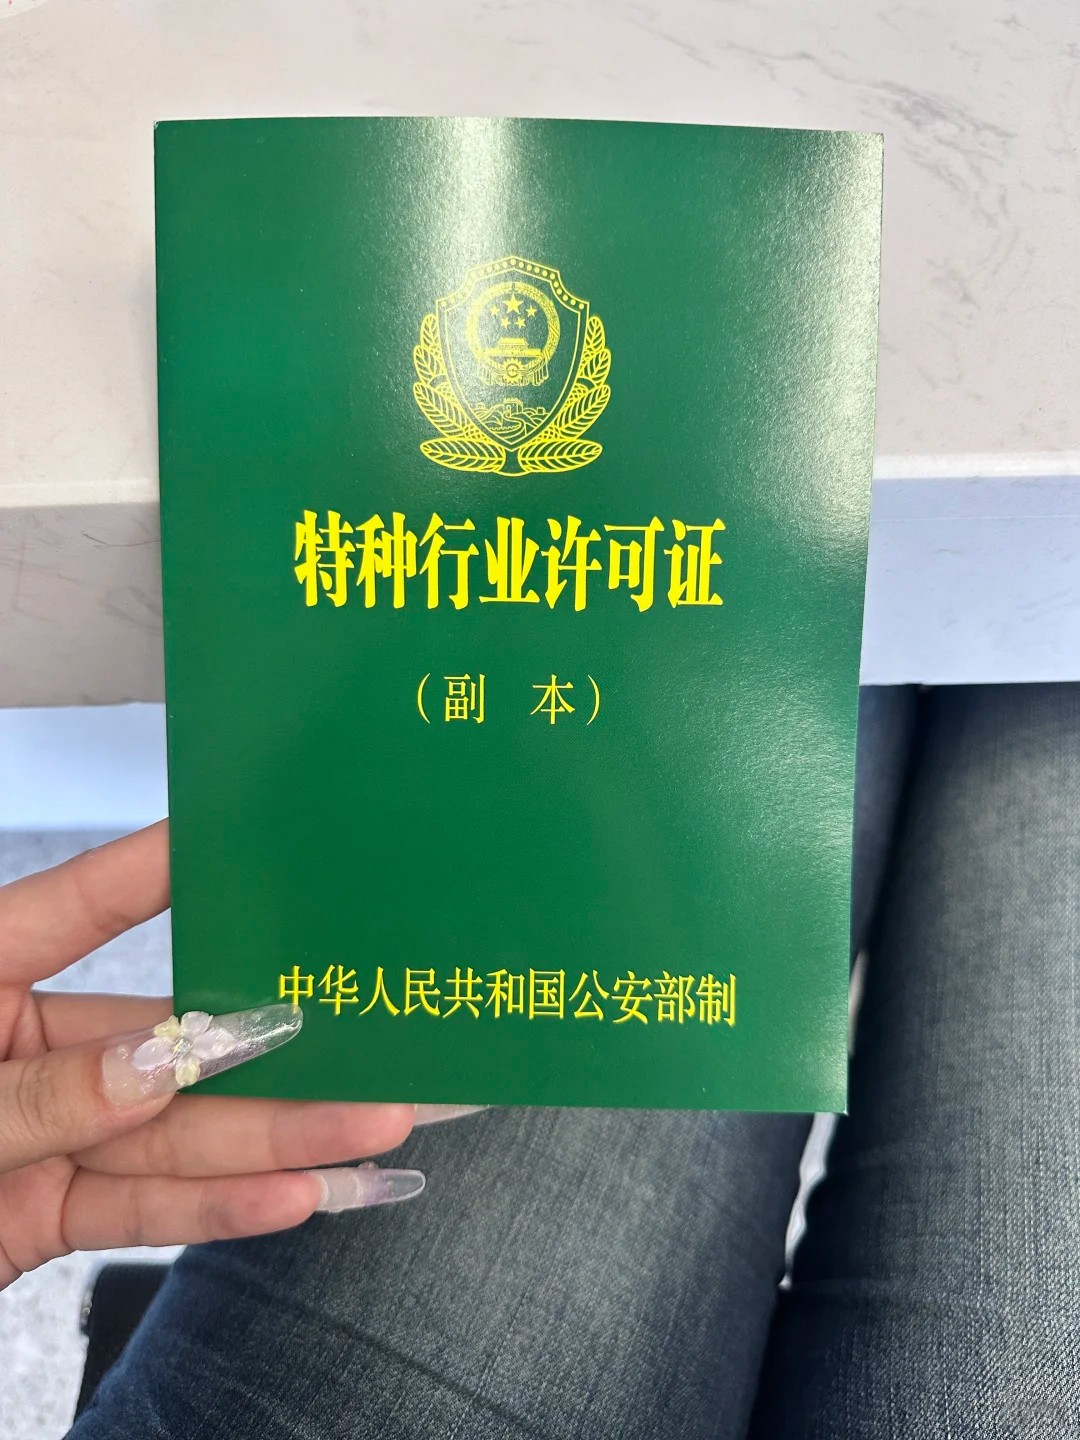 特种行业许可证
（副 本）
中华人民共和国公安部制